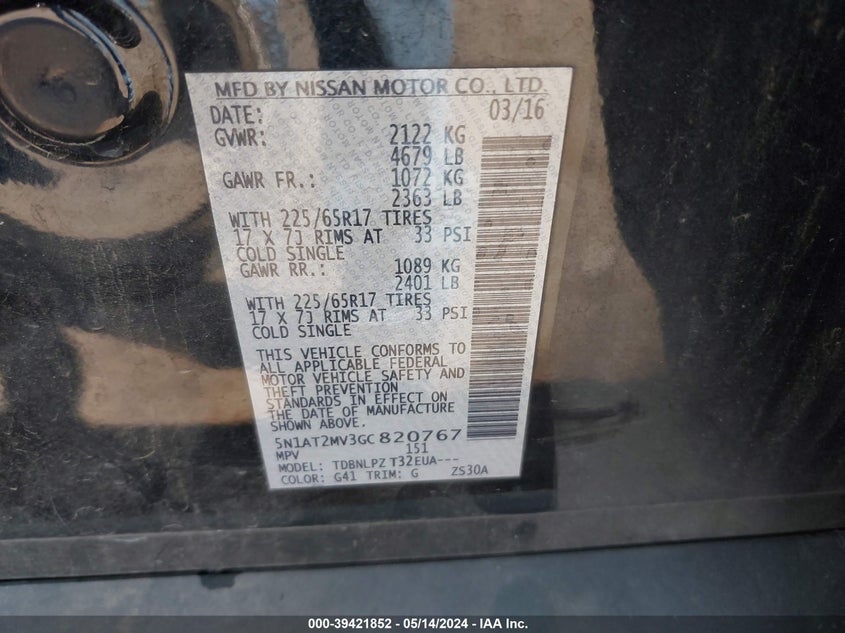 MFD BY NISSAN MOTOR CO., LTD.
DATE: 03/16
GVWR: 2122 KG
4679 LB
GAWR FR.: 1072 KG
2363 LB
WITH 225/65R17 TIRES
17 X 7J RIMS AT 33 PSI
COLD SINGLE
GAWR RR.: 1089 KG
2401 LB
WITH 225/65R17 TIRES
17 X 7J RIMS AT 33 PSI
COLD SINGLE
THIS VEHICLE CONFORMS TO
ALL APPLICABLE FEDERAL
MOTOR VEHICLE SAFETY AND
THEFT PREVENTION
STANDARDS IN EFFECT ON
THE DATE OF MANUFACTURE
SHOWN ABOVE.
5N1AT2MV3GC820767
MPV 151
MODEL: TDBNLPZ T32EUA---
COLOR: G41 TRIM: G ZS30A
000-39421852 - 05/14/2024 - IAA Inc.